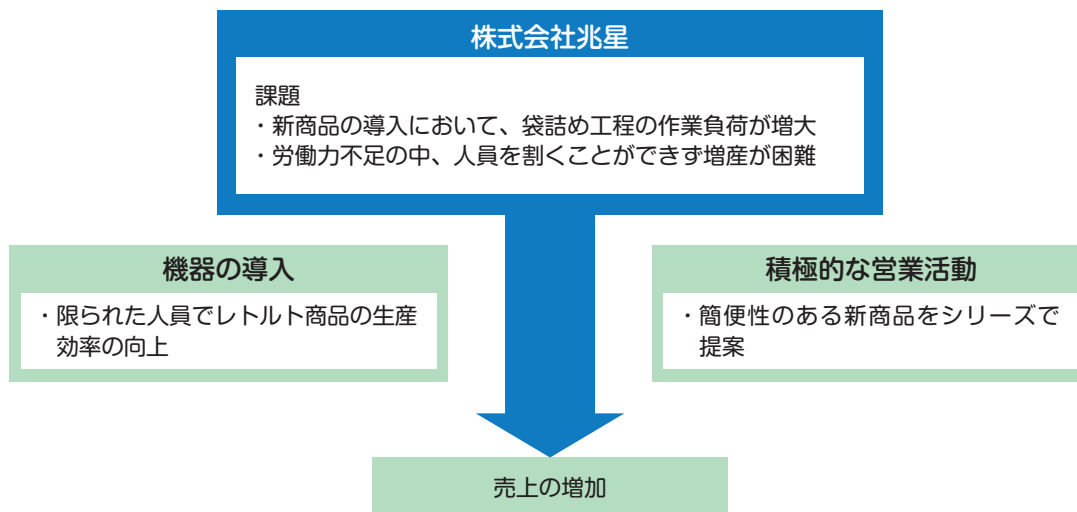 株式会社兆星
課題
・新商品の導入において、袋詰め工程の作業負荷が増大
・労働力不足の中、人員を割くことができず増産が困難
機器の導入
・限られた人員でレトルト商品の生産
効率の向上
積極的な営業活動
・簡便性のある新商品をシリーズで
提案
売上の増加